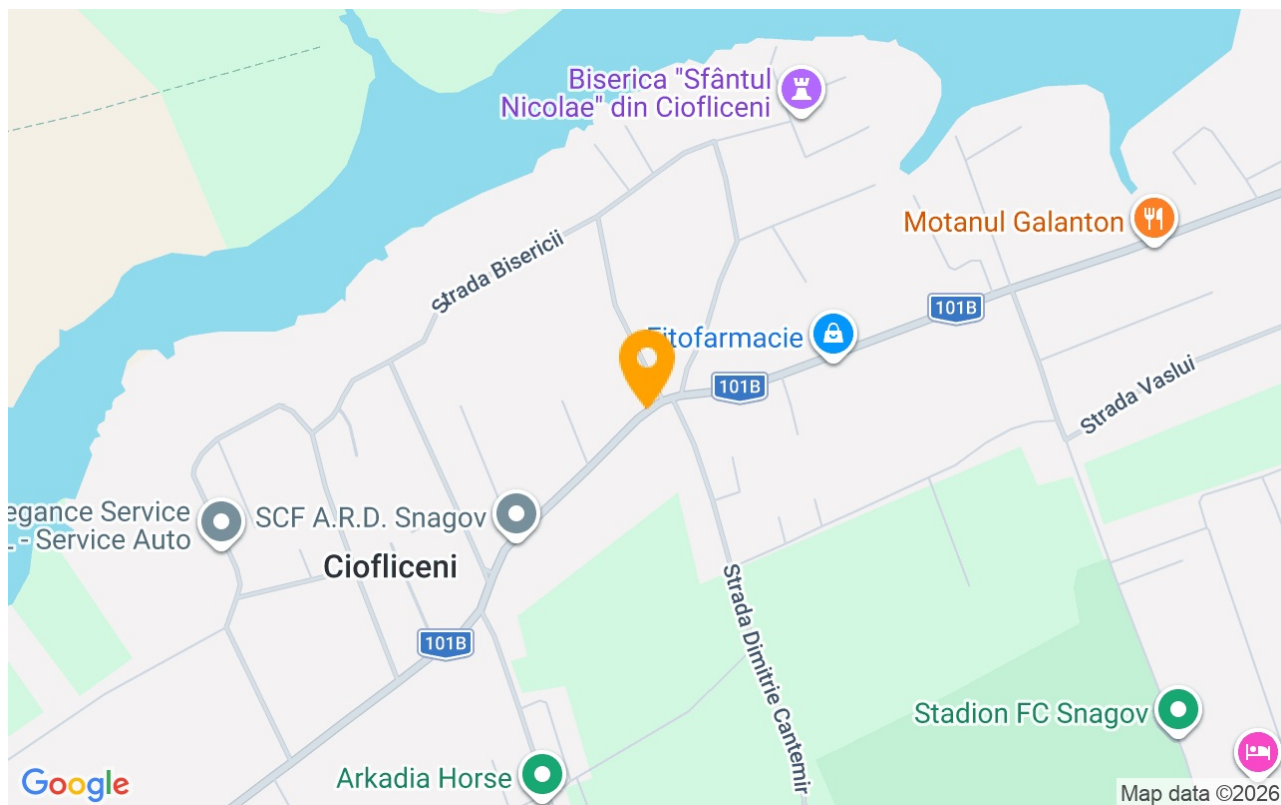 Biserica "Sfântul
Nicolae" din Ciofliceni
Motanul Galanton
Strada Bisericii
101B
Fitofarmacie
101B
Strada Vaslui
SCF A.R.D. Snagov
- Service Auto
Service
Ciofliceni
Strada Dimitrie Cantemir
101B
Stadion FC Snagov
Arkadia Horse
Google
Map data ©2026